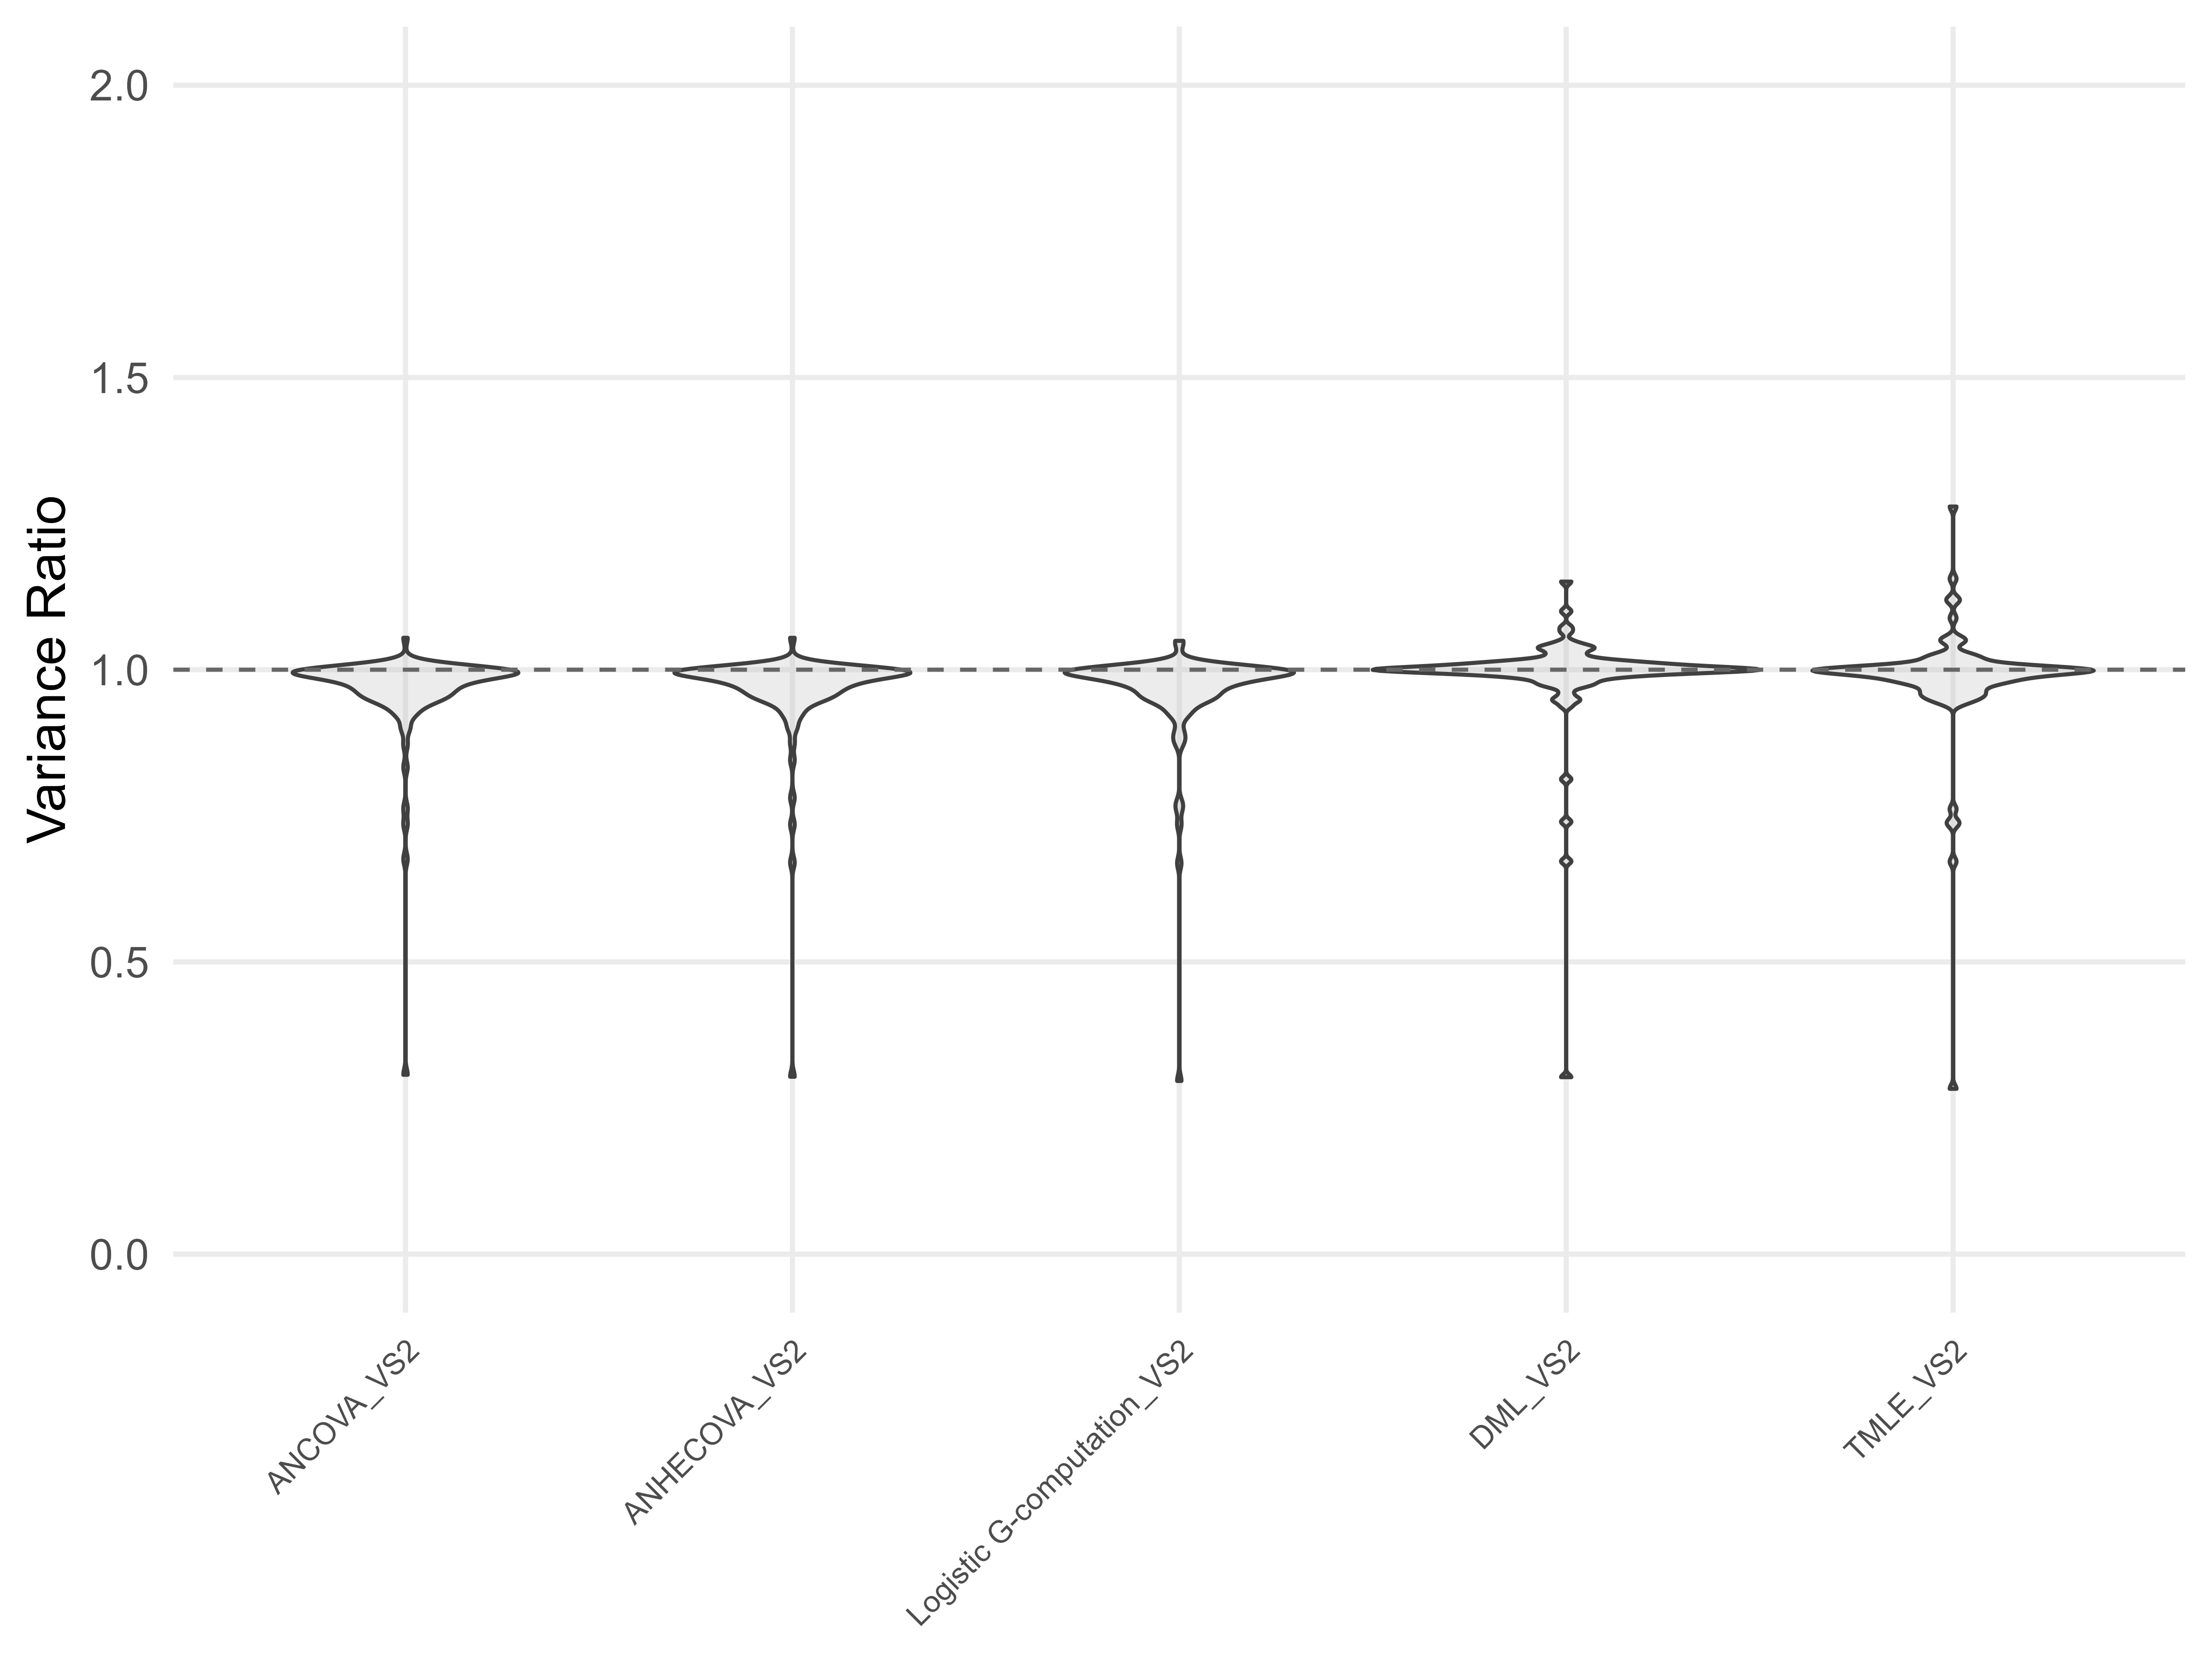 Variance Ratio
2.0
1.5
1.0
0.5
0.0
ANCOVA_VS2
ANHECOVA_VS2
Logistic G-computation_VS2
DML_VS2
TMLE_VS2